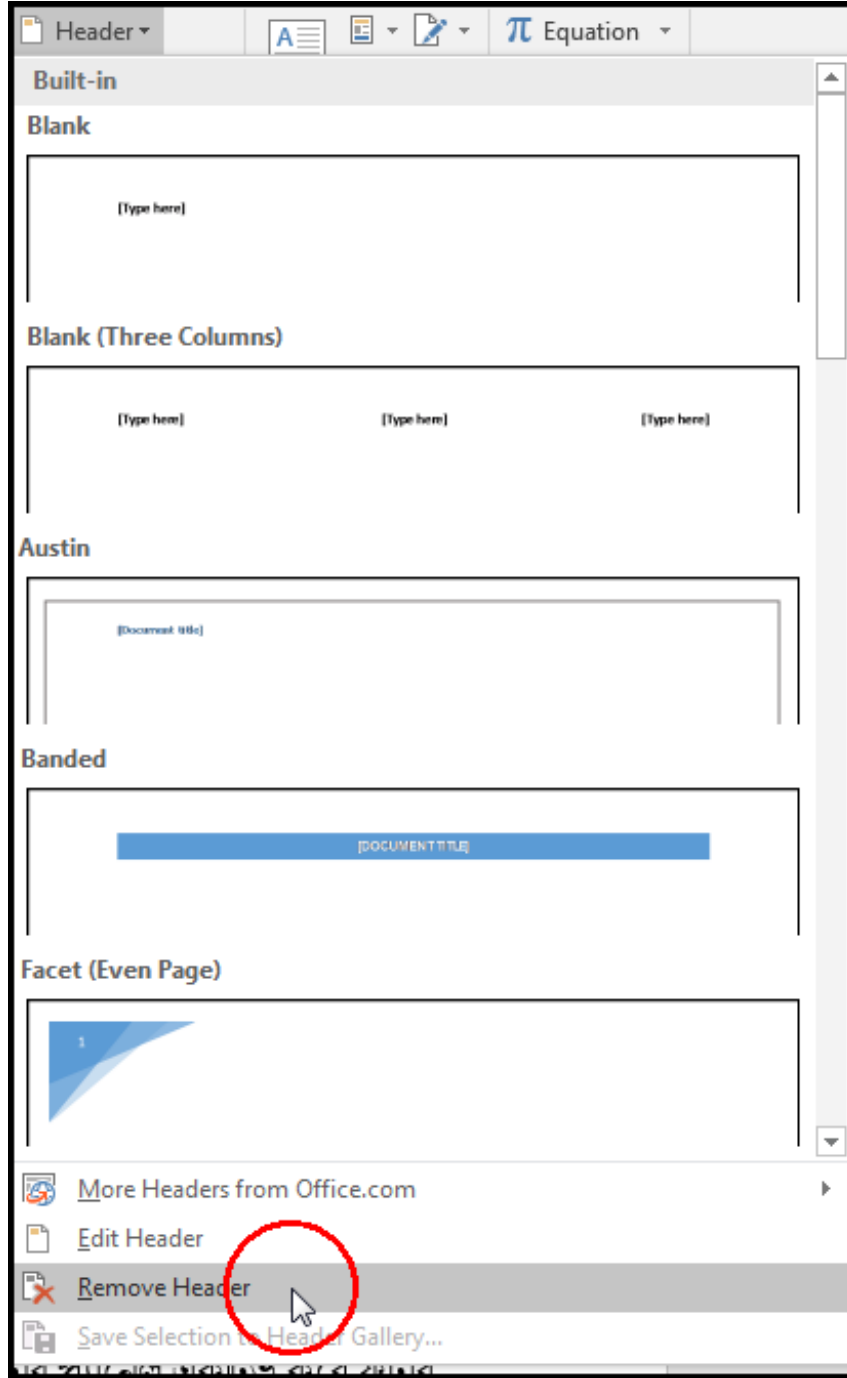 Header
Equation
Built-in
Blank
[Type here]
Blank (Three Columns)
[Type here] [Type here] [Type here]
Austin
[Document title]
Banded
[DOCUMENT TITLE]
Facet (Even Page)
1
More Headers from Office.com
Edit Header
Remove Header
Save Selection to Header Gallery...